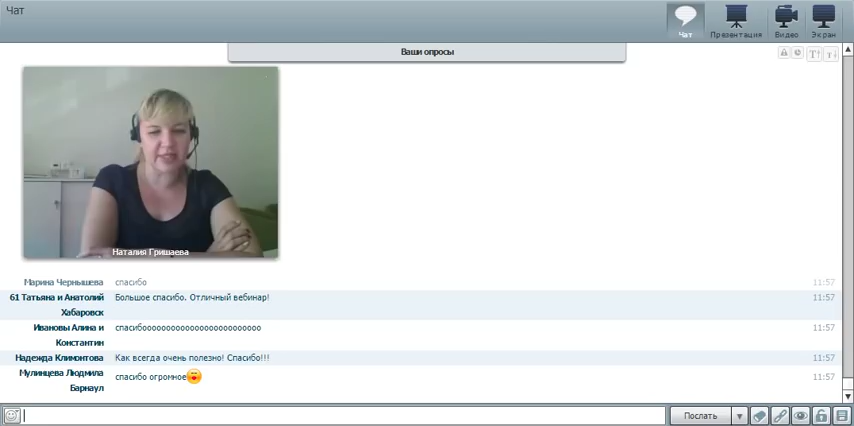 Чат
Чат
Презентация
Видео
Экран
Ваши опросы
Наталия Гришаева
Марина Чернышева спасибо 11:57
61 Татьяна и Анатолий Большое спасибо. Отличный вебинар! 11:57
Хабаровск
Ивановы Алина и спасибооооооооооооооооооооооооо 11:57
Константин
Надежда Климонтова Как всегда очень полезно! Спасибо!!! 11:57
Мулинцева Людмила спасибо огромное 11:57
Барнаул
Послать